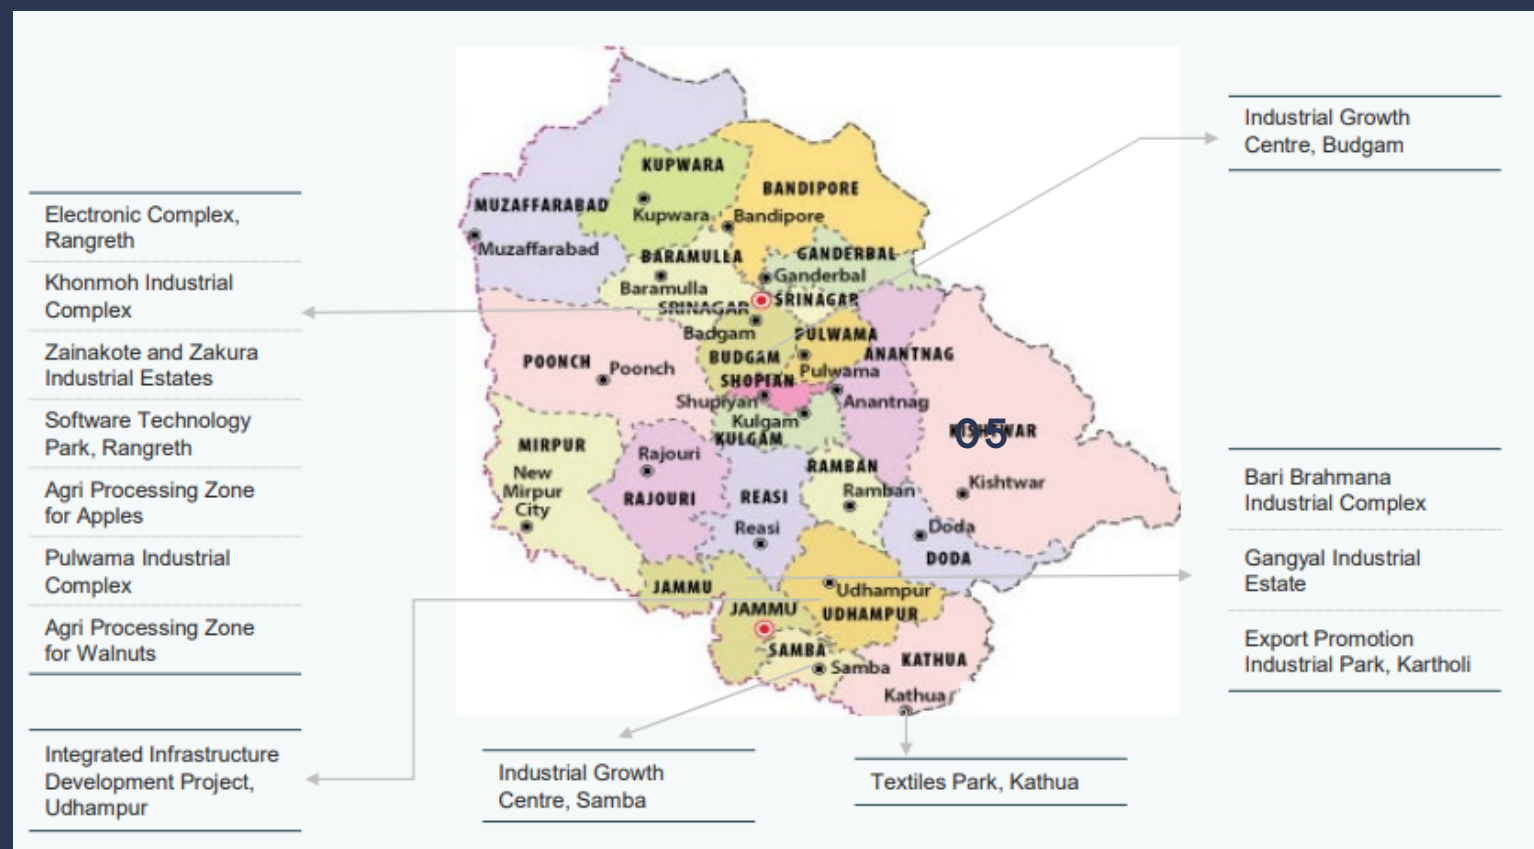 Industrial Growth
Centre, Budgam
Electronic Complex,
Rangreth
Khonmoh Industrial
Complex
Zainakote and Zakura
Industrial Estates
Software Technology
Park, Rangreth
Agri Processing Zone
for Apples
Pulwama Industrial
Complex
Agri Processing Zone
for Walnuts
Integrated Infrastructure
Development Project,
Udhampur
KUPWARA
Kupwara
BANDIPORE
Bandipore
MUZAFFARABAD
Muzaffarabad
BARAMULLA
Baramulla
GANDERBAL
Ganderbal
SRINAGAR
SRINAGAR
Badgam
BUDGAM
PULWAMA
Pulwama
ANANTNAG
Anantnag
POONCH
Poonch
SHOPIAN
Shupiyan
Kulgam
KULGAM
KISHTWAR
05
Kishtwar
MIRPUR
New
Mirpur
City
Rajouri
RAJOURI
REASI
Reasi
RAMBAN
Ramban
Doda
DODA
JAMMU
JAMMU
Udhampur
UDHAMPUR
SAMBA
Samba
KATHUA
Kathua
Bari Brahmana
Industrial Complex
Gangyal Industrial
Estate
Export Promotion
Industrial Park, Kartholi
Industrial Growth
Centre, Samba
Textiles Park, Kathua